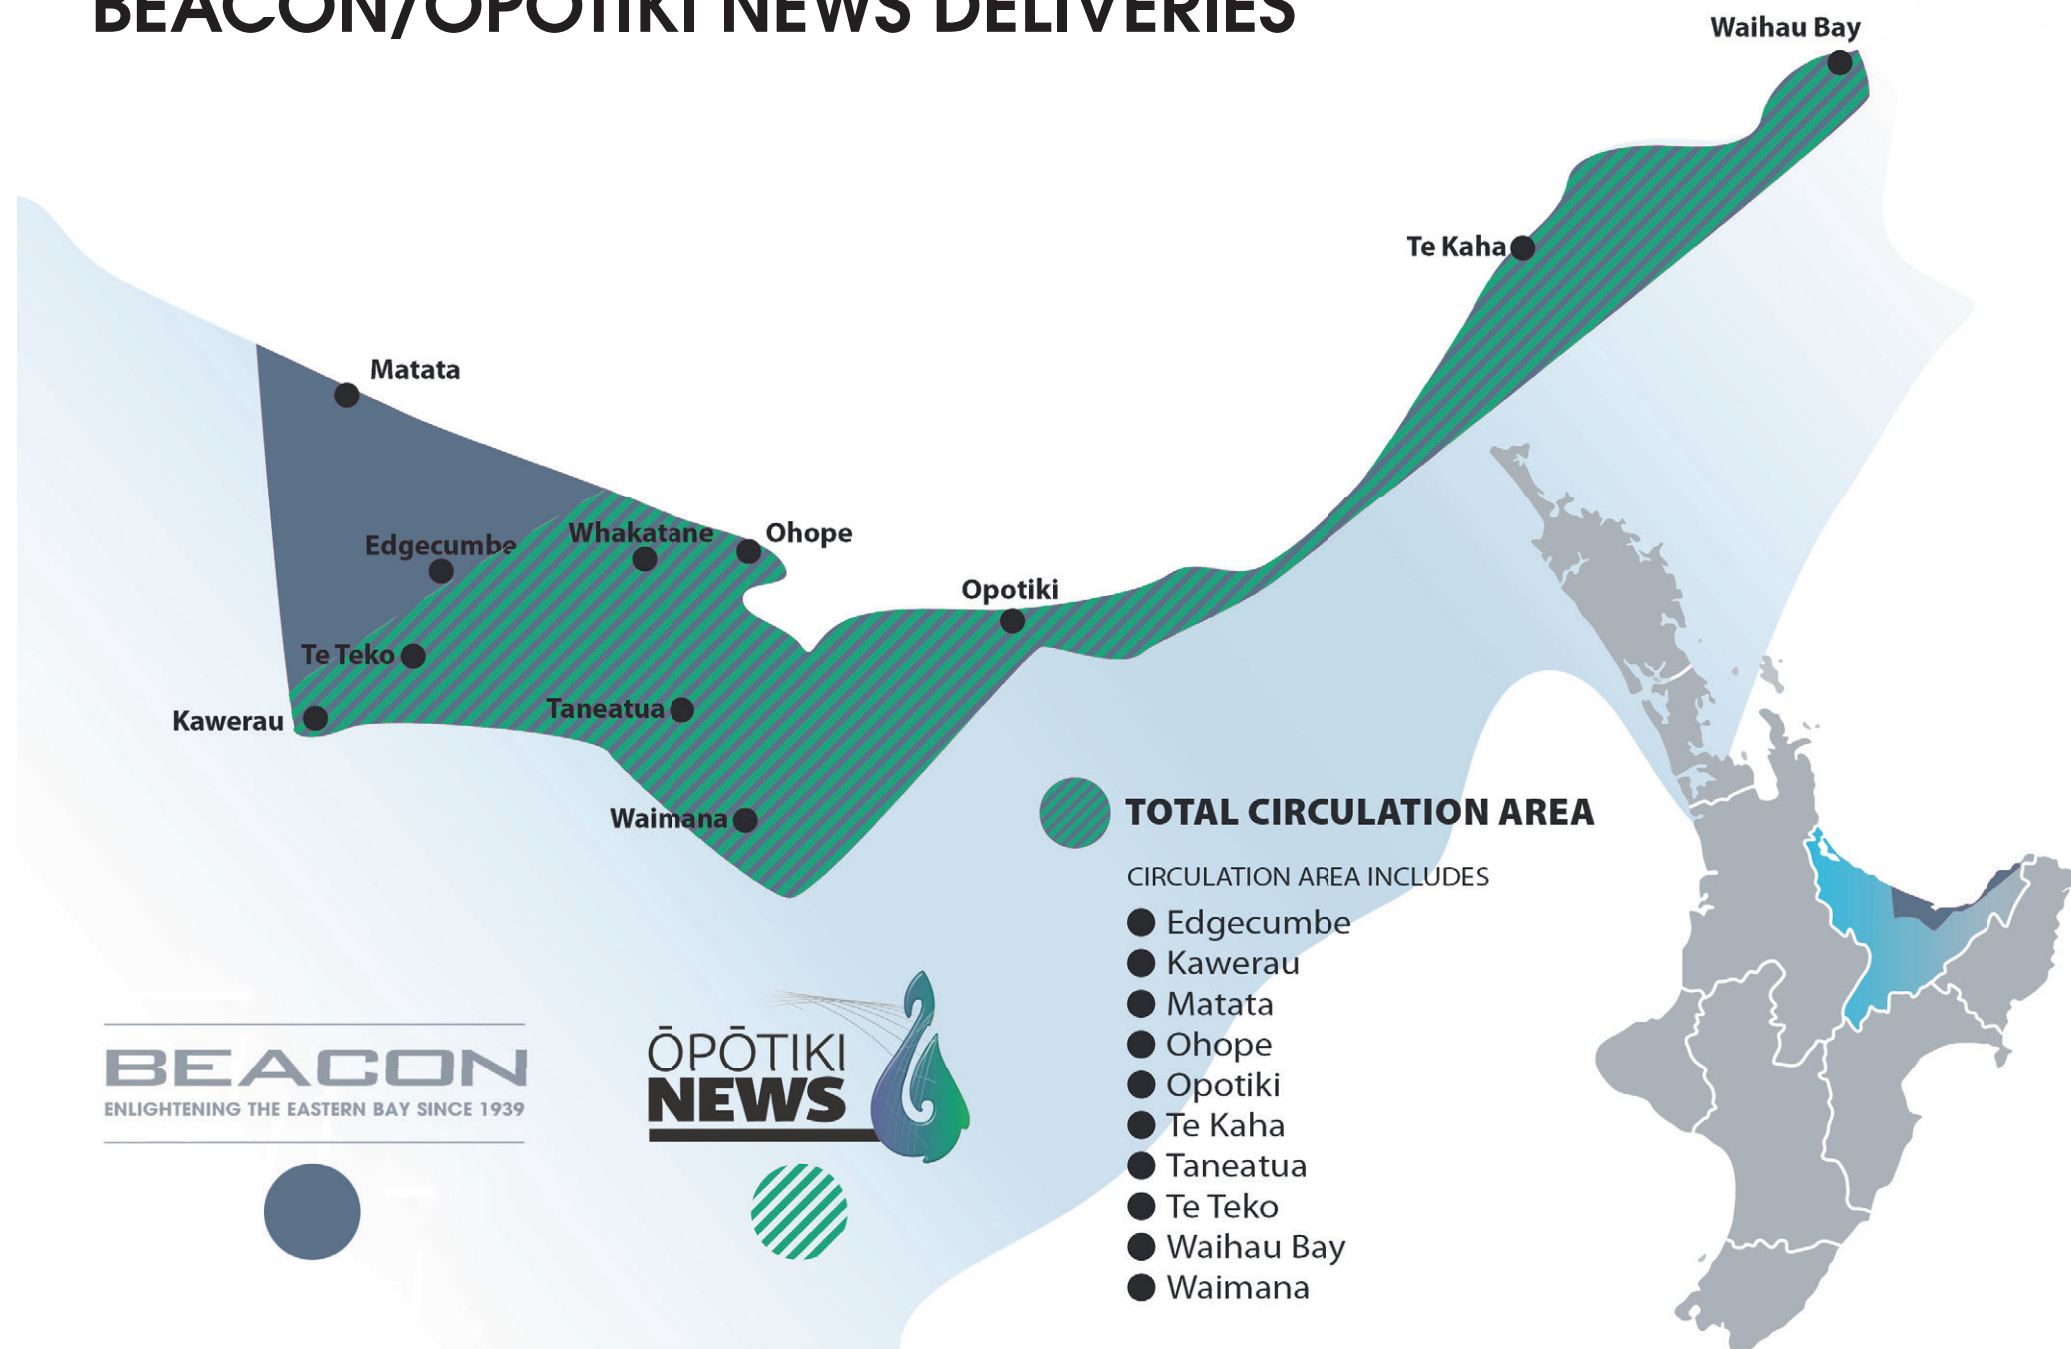 BEACON/OPOTIKI NEWS DELIVERIES
Waihau Bay
Te Kaha
Matata
Edgecumbe
Whakatane
Ohope
Opotiki
Te Teko
Kawerau
Taneatua
Waimana
TOTAL CIRCULATION AREA
CIRCULATION AREA INCLUDES
Edgecumbe
Kawerau
Matata
Ohope
Opotiki
Te Kaha
Taneatua
Te Teko
Waihau Bay
Waimana
BEACON
ENLIGHTENING THE EASTERN BAY SINCE 1939
ŌPŌTIKI
NEWS